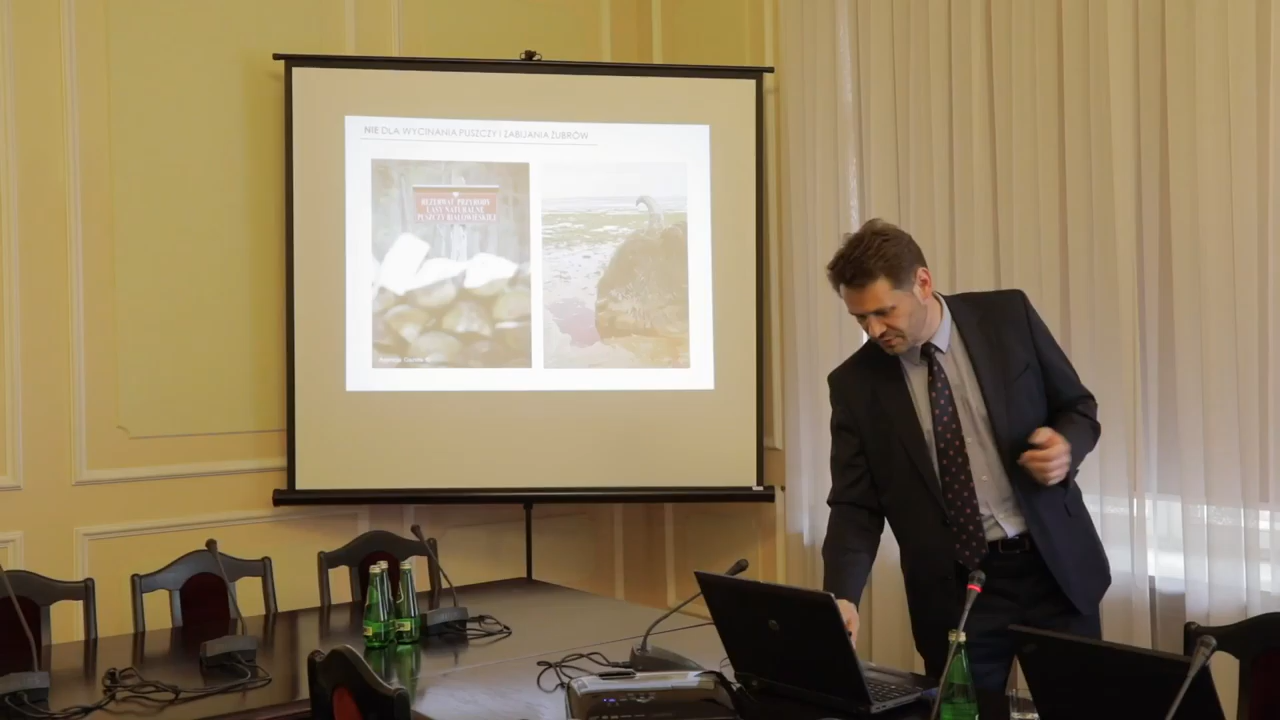 NIE DLA WYCINANIA PUSZCZY I ZABIJANIA ŻUBRÓW
REZERWAT PRZYRODY
LASY NATURALNE
PUSZCZY BIAŁOWIESKIEJ